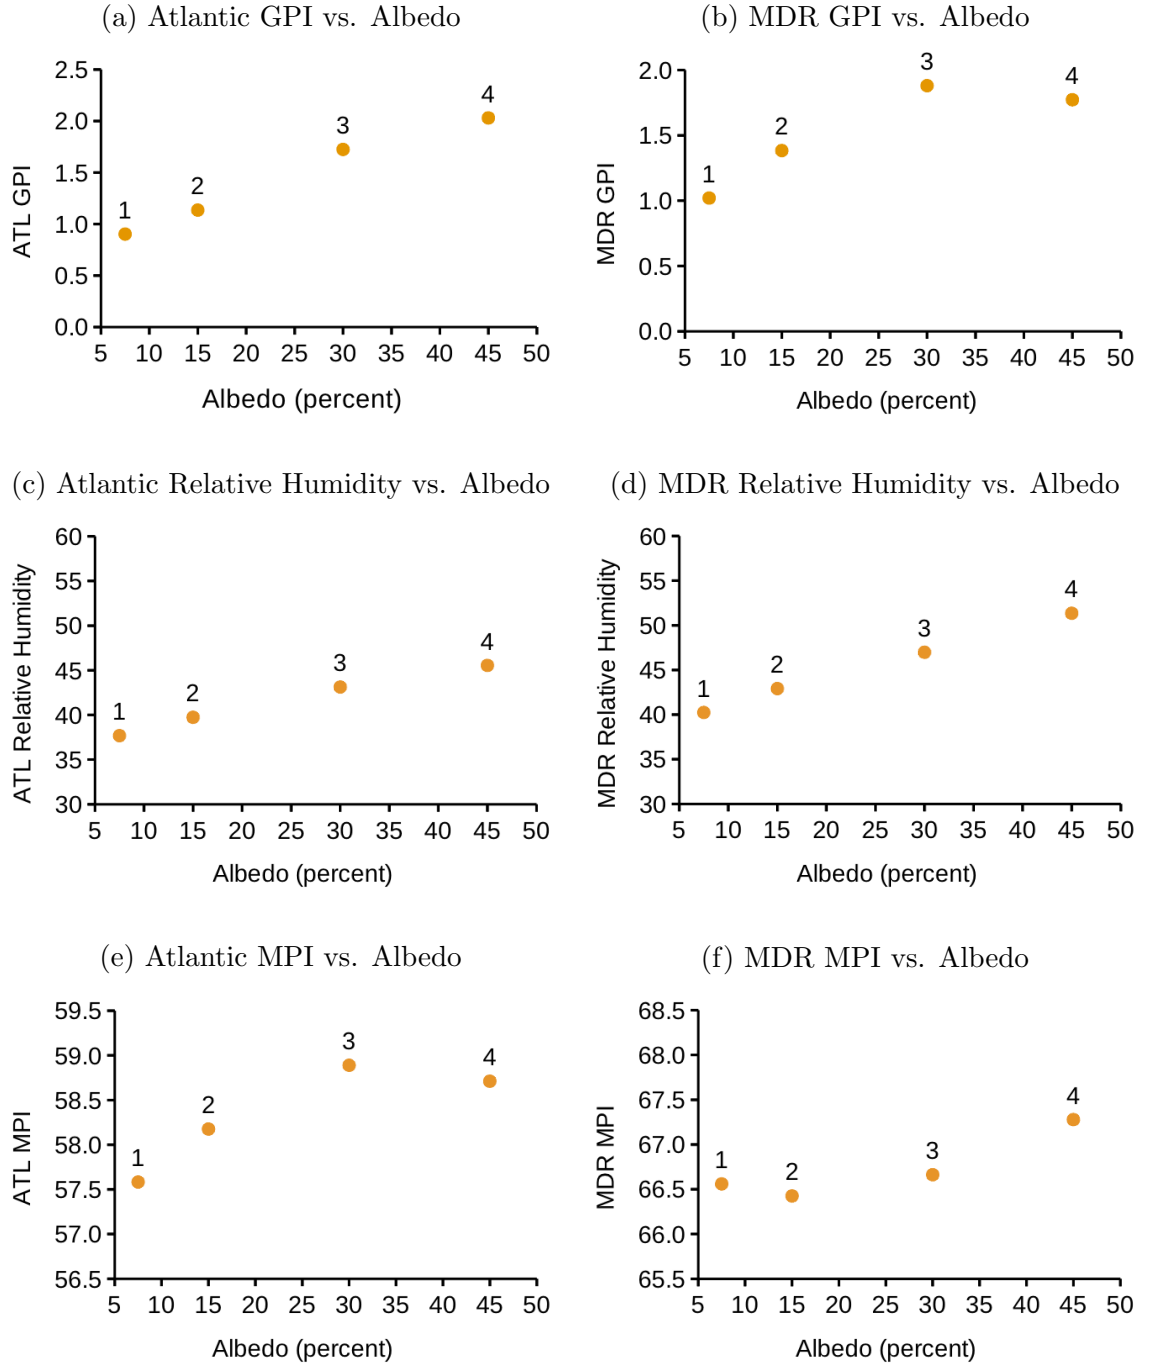 (a) Atlantic GPI vs. Albedo
ATL GPI
2.5
2.0
1.5
1.0
0.5
0.0
1
2
3
4
5 10 15 20 25 30 35 40 45 50
Albedo (percent)
(b) MDR GPI vs. Albedo
MDR GPI
2.0
1.5
1.0
0.5
0.0
1
2
3
4
5 10 15 20 25 30 35 40 45 50
Albedo (percent)
(c) Atlantic Relative Humidity vs. Albedo
ATL Relative Humidity
60
55
50
45
40
35
30
1
2
3
4
5 10 15 20 25 30 35 40 45 50
Albedo (percent)
(d) MDR Relative Humidity vs. Albedo
MDR Relative Humidity
60
55
50
45
40
35
30
1
2
3
4
5 10 15 20 25 30 35 40 45 50
Albedo (percent)
(e) Atlantic MPI vs. Albedo
ATL MPI
59.5
59.0
58.5
58.0
57.5
57.0
56.5
1
2
3
4
5 10 15 20 25 30 35 40 45 50
Albedo (percent)
(f) MDR MPI vs. Albedo
MDR MPI
68.5
68.0
67.5
67.0
66.5
66.0
65.5
1
2
3
4
5 10 15 20 25 30 35 40 45 50
Albedo (percent)